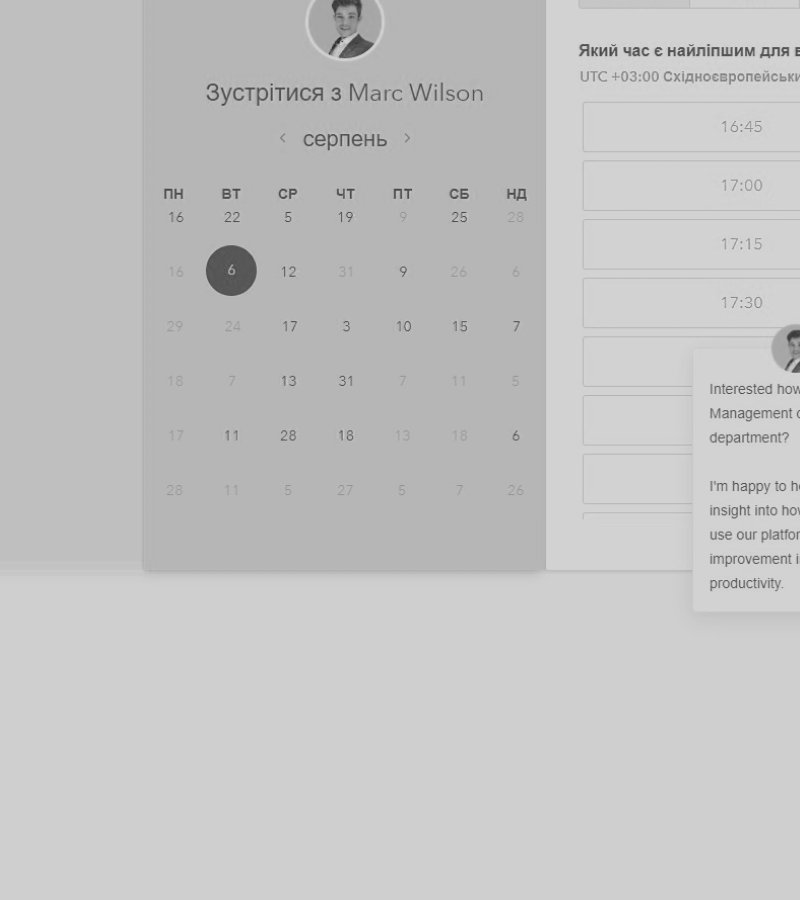 Зустрітися з Marc Wilson
серпень
ПН ВТ СР ЧТ ПТ СБ НД
16 22 5 19 9 25 28
16 6 12 31 9 26 6
29 24 17 3 10 15 7
18 7 13 31 7 11 5
17 11 28 18 13 18 6
28 11 5 27 5 7 26
Який час є найліпшим для
UTC +03:00
16:45
17:00
17:15
17:30
Interested how
Management
department?
I'm happy to
insight into how
use our
improvement
productivity.